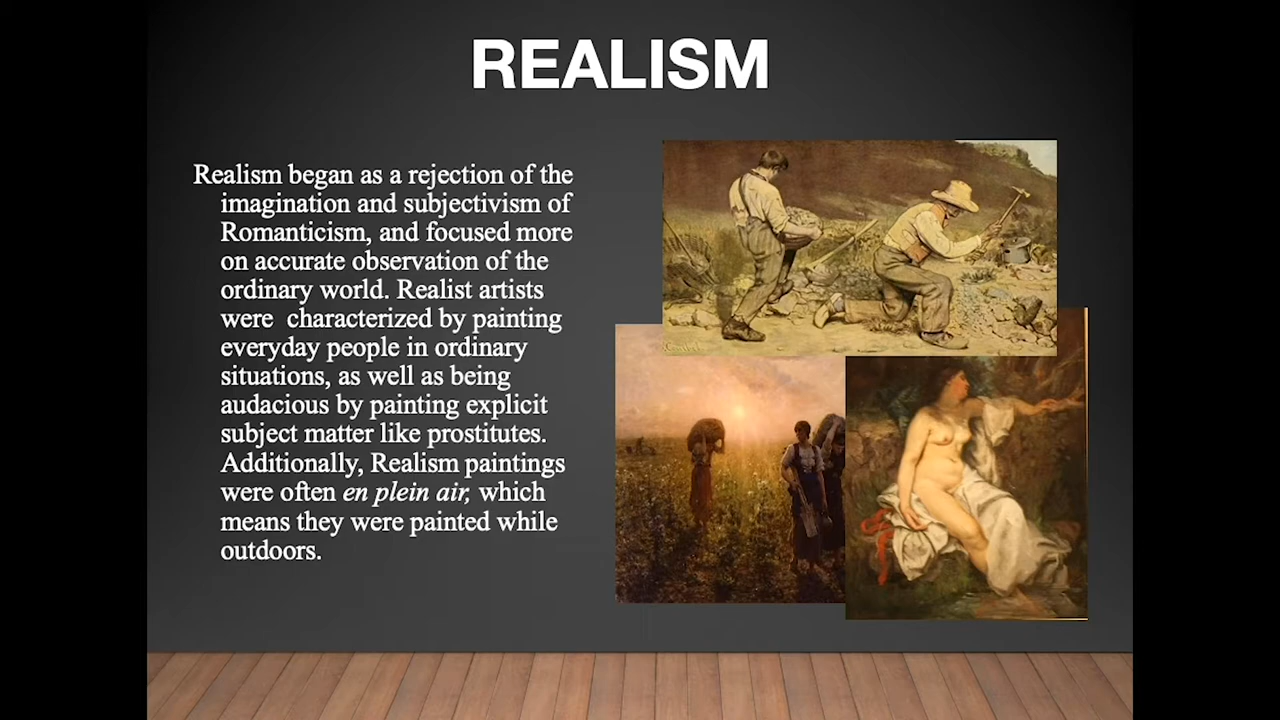 REALISM
Realism began as a rejection of the
imagination and subjectivism of
Romanticism, and focused more
on accurate observation of the
ordinary world. Realist artists
were  characterized by painting
everyday people in ordinary
situations, as well as being
audacious by painting explicit
subject matter like prostitutes.
Additionally, Realism paintings
were often en plein air, which
means they were painted while
outdoors.